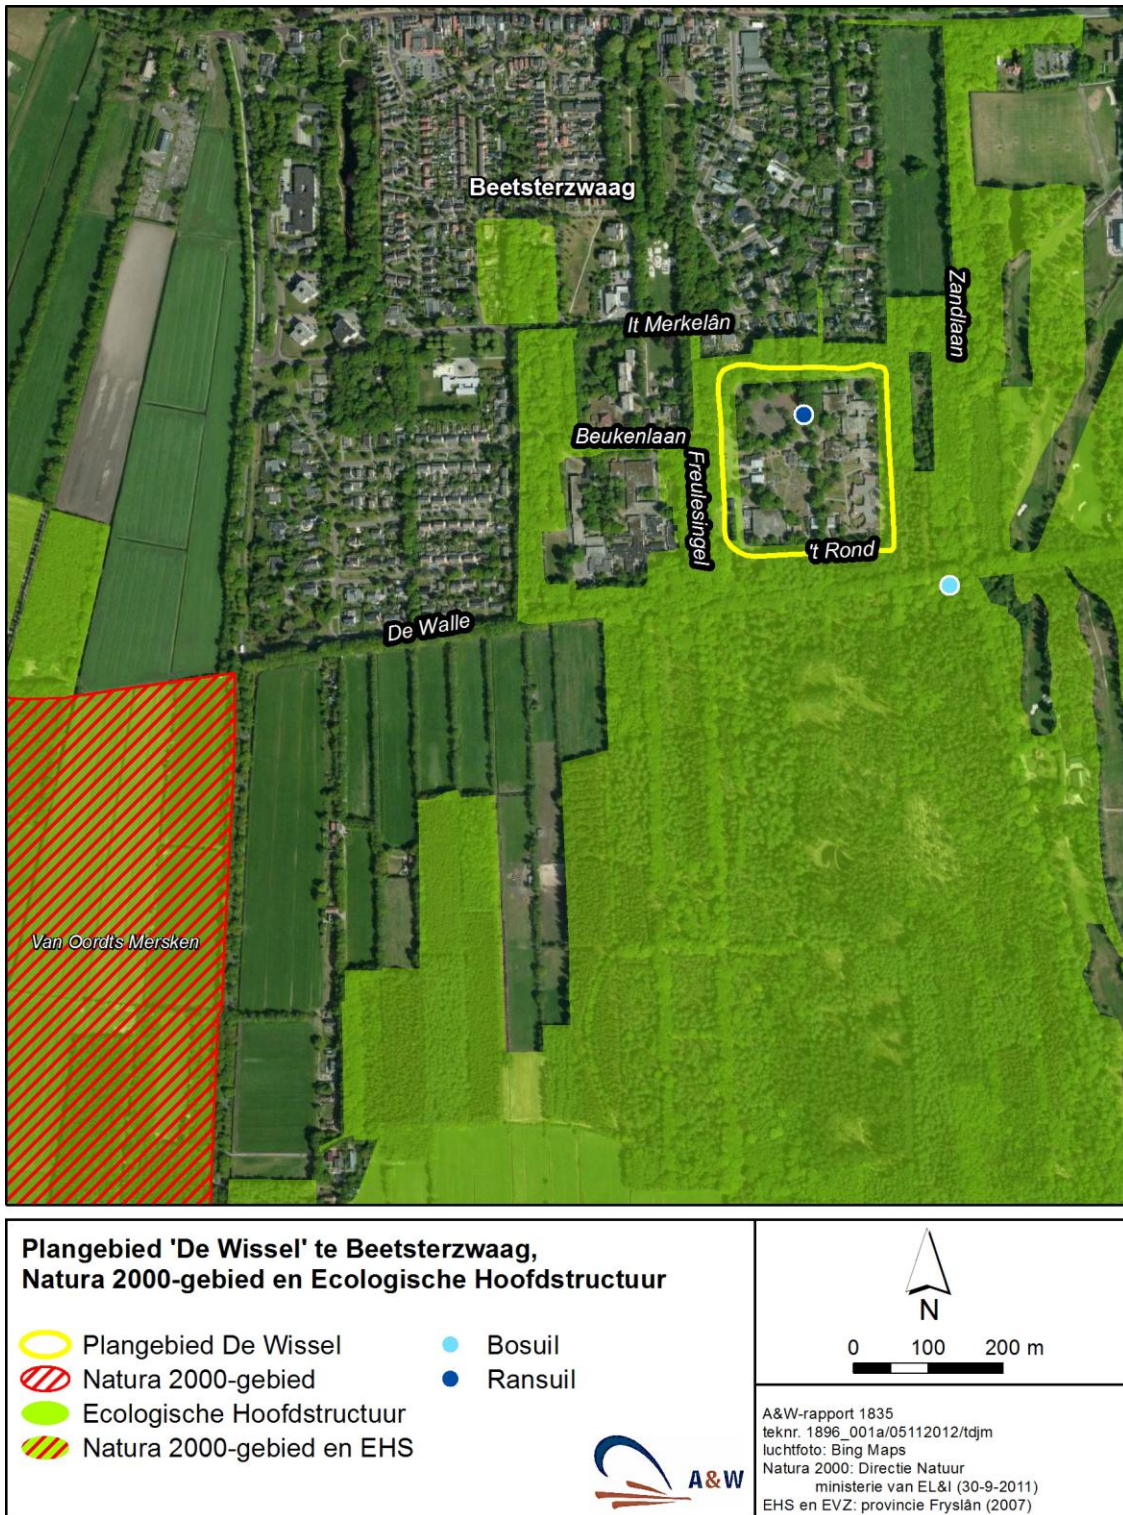 Beetsterzwaag
Zandlaan
It Merkelân
Beukenlaan
Freulesingel
't Rond
De Walle
Van Oordts Mersken
Plangebied 'De Wissel' te Beetsterzwaag,
Natura 2000-gebied en Ecologische Hoofdstructuur
Plangebied De Wissel
Natura 2000-gebied
Ecologische Hoofdstructuur
Natura 2000-gebied en EHS
Bosuil
Ransuil
A&W
N
0 100 200 m
A&W-rapport 1835
teknr. 1896_001a/05112012/tdjm
luchtfoto: Bing Maps
Natura 2000: Directie Natuur
ministerie van EL&I (30-9-2011)
EHS en EVZ: provincie Fryslân (2007)